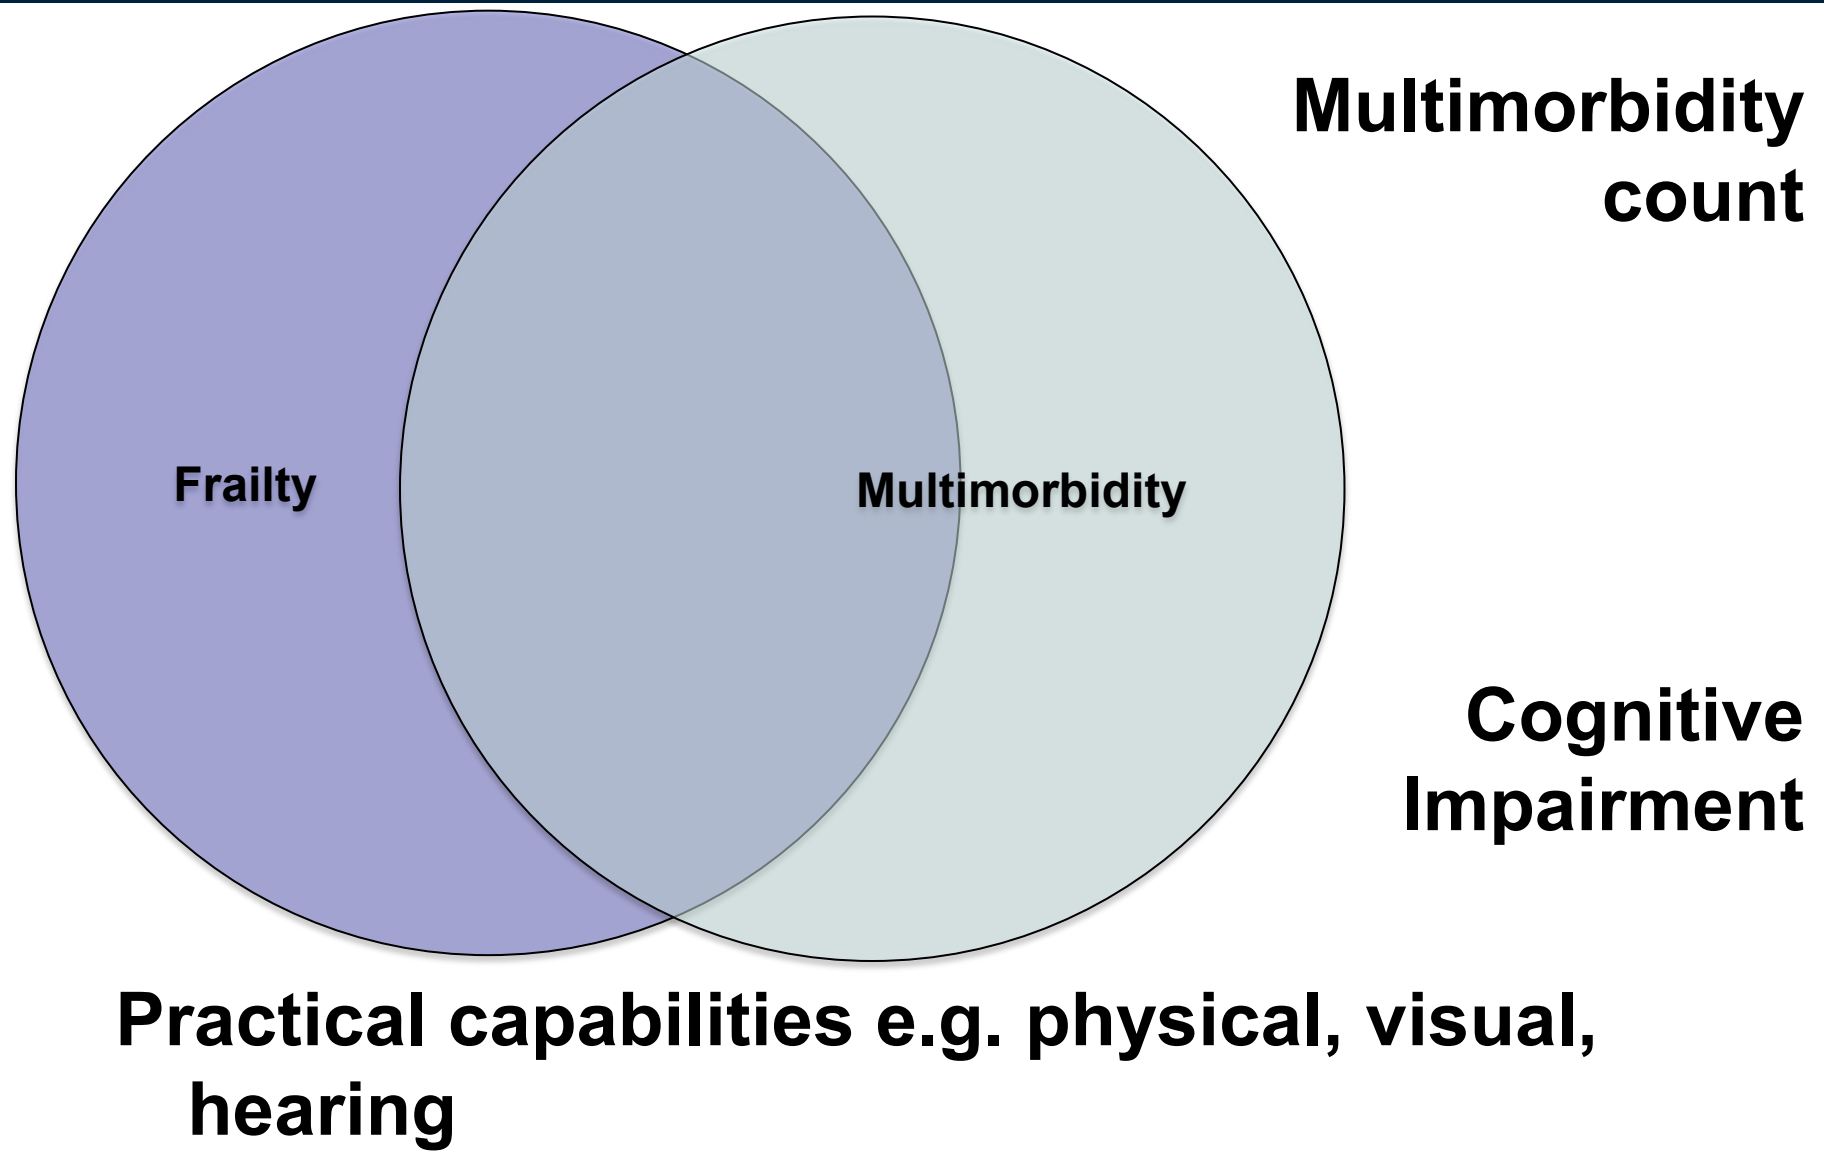 Multimorbidity
count
Frailty
Multimorbidity
Cognitive
Impairment
Practical capabilities e.g. physical, visual,
hearing